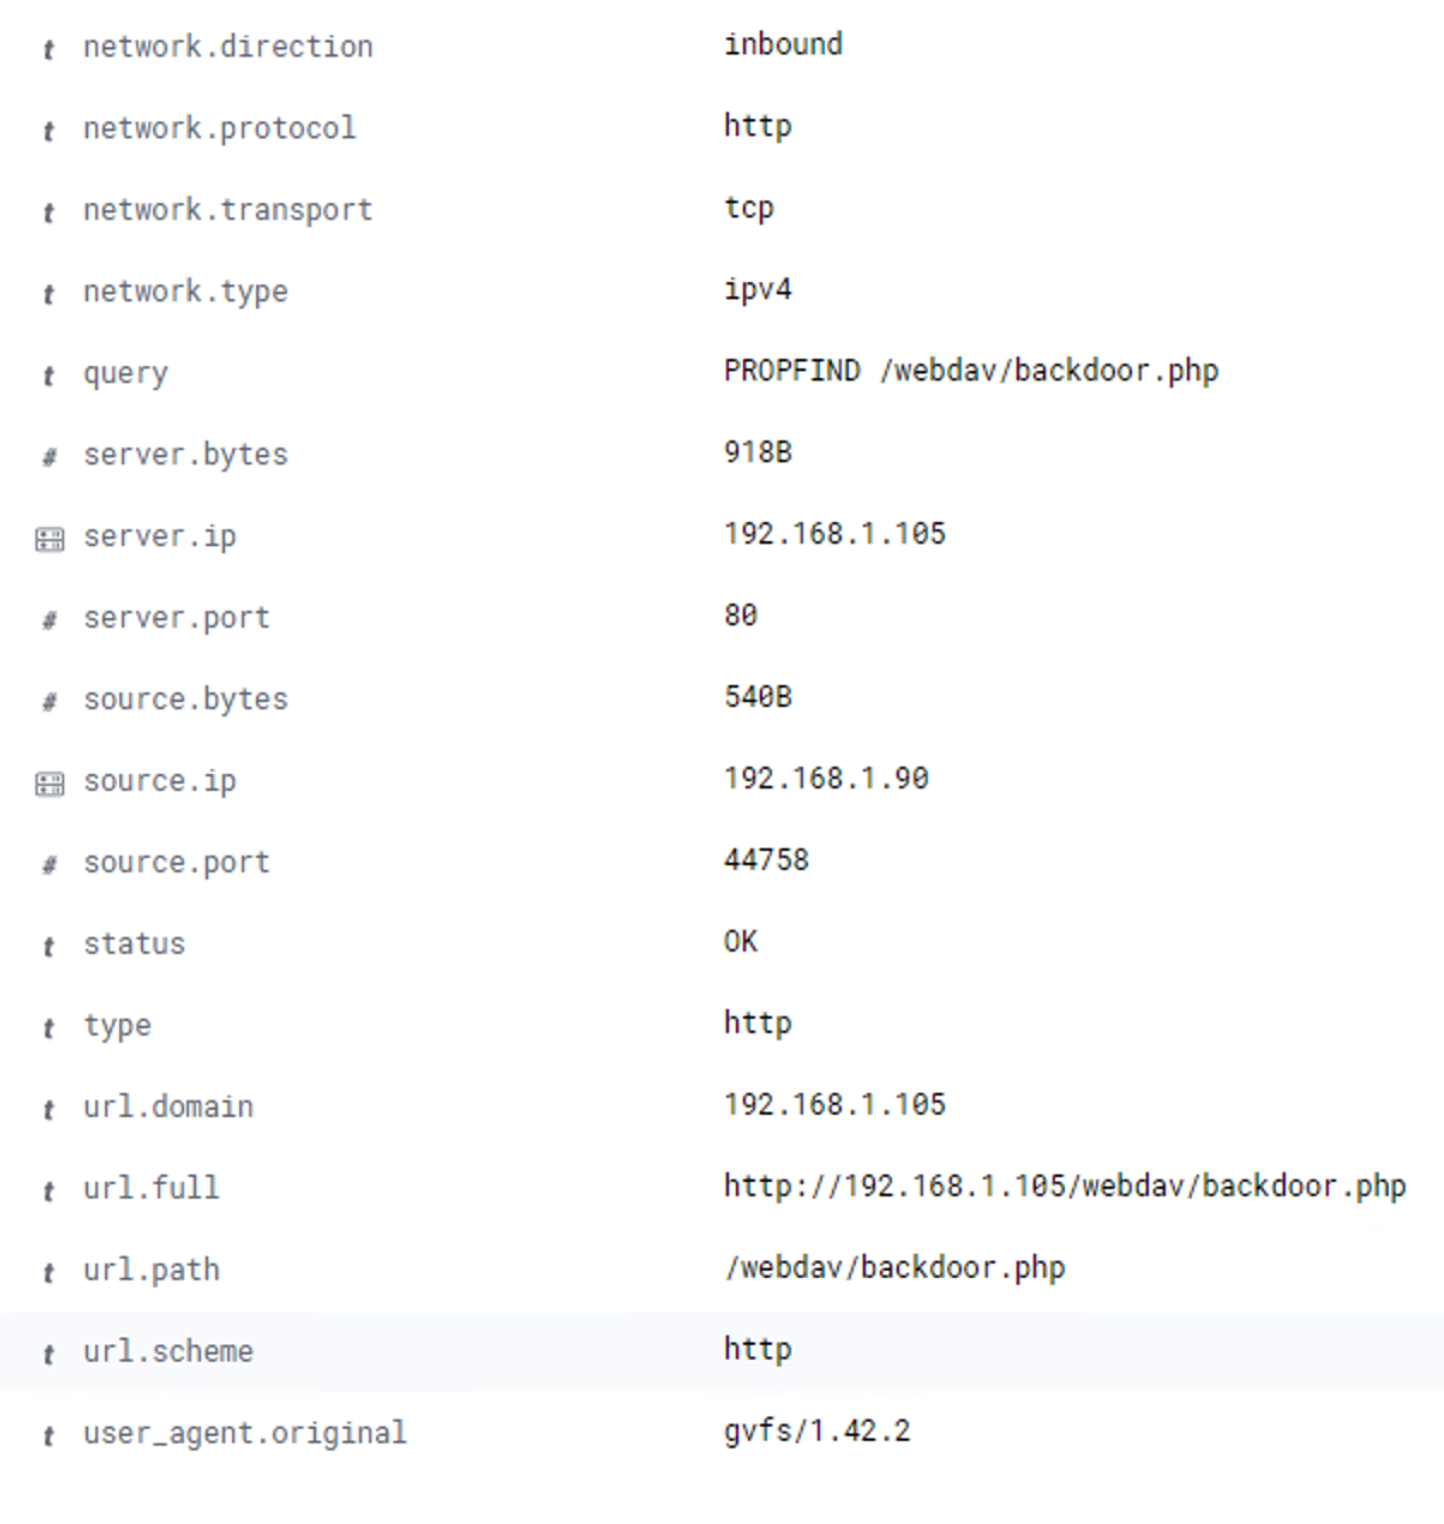 t network.direction inbound
t network.protocol http
t network.transport tcp
t network.type ipv4
t query PROPFIND /webdav/backdoor.php
# server.bytes 918B
server.ip 192.168.1.105
# server.port 80
# source.bytes 540B
source.ip 192.168.1.90
# source.port 44758
t status OK
t type http
t url.domain 192.168.1.105
t url.full http://192.168.1.105/webdav/backdoor.php
t url.path /webdav/backdoor.php
t url.scheme http
t user_agent.original gvfs/1.42.2